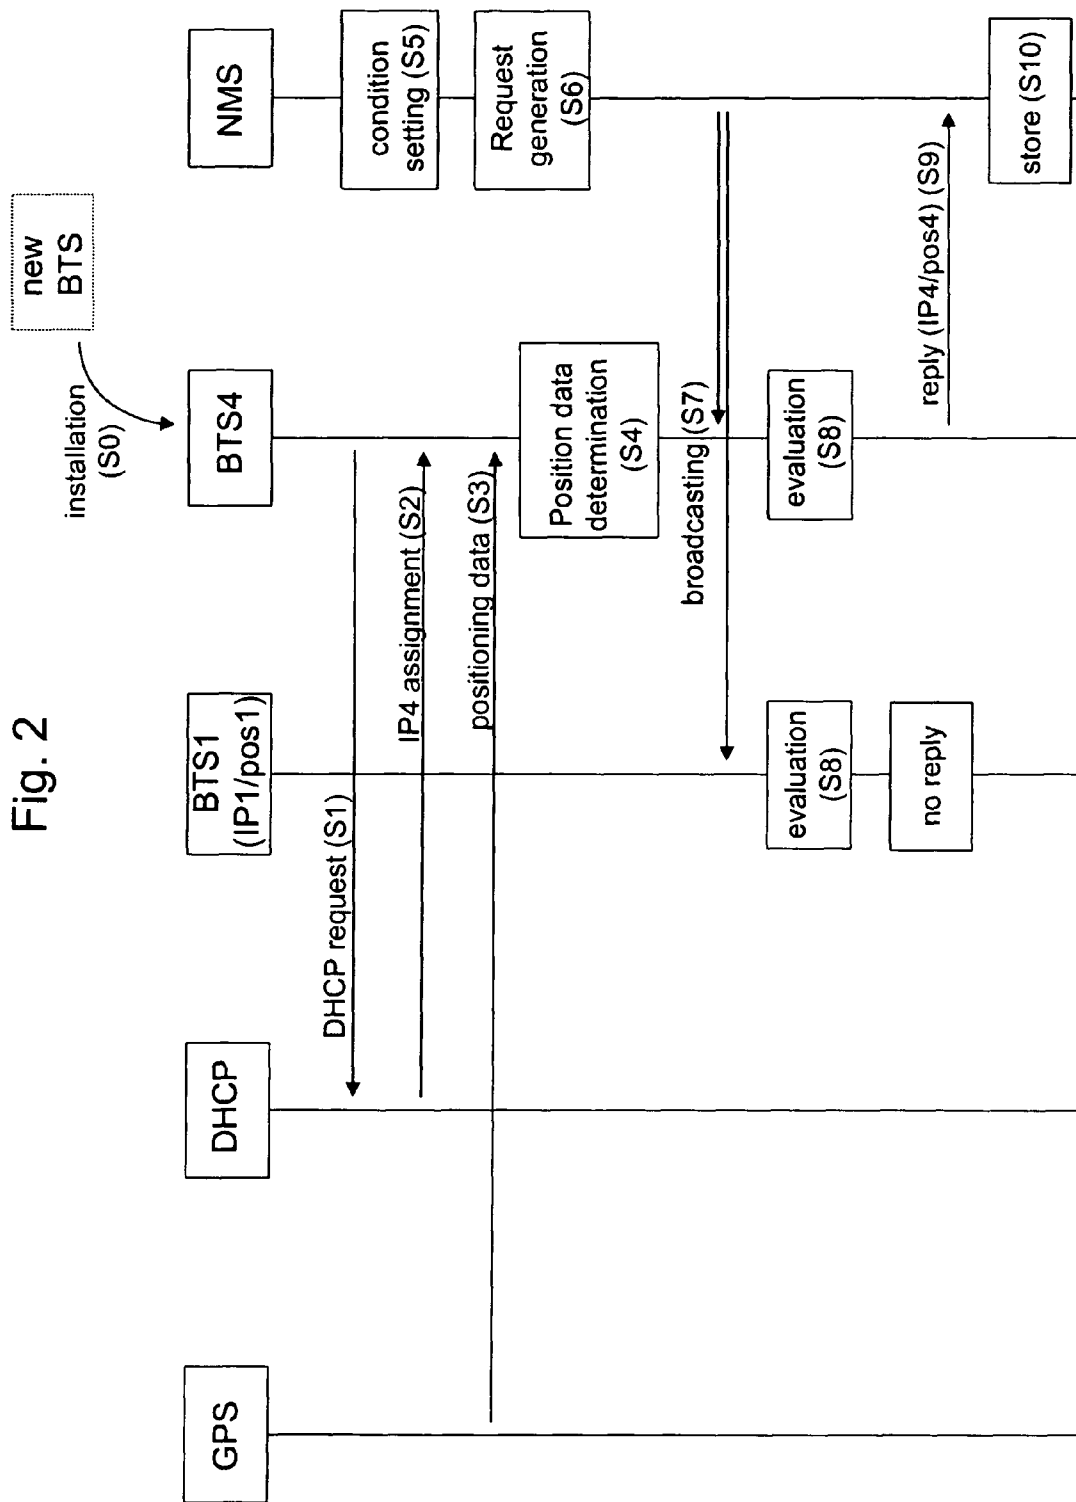 Fig. 2
new
BTS
installation
(S0)
GPS
DHCP
BTS1
(IP1/pos1)
BTS4
NMS
condition
setting (S5)
DHCP request (S1)
IP4 assignment (S2)
positioning data (S3)
Request
generation
(S6)
Position data
determination
(S4)
broadcasting (S7)
evaluation
(S8)
evaluation
(S8)
no reply
reply (IP4/pos4) (S9)
store (S10)